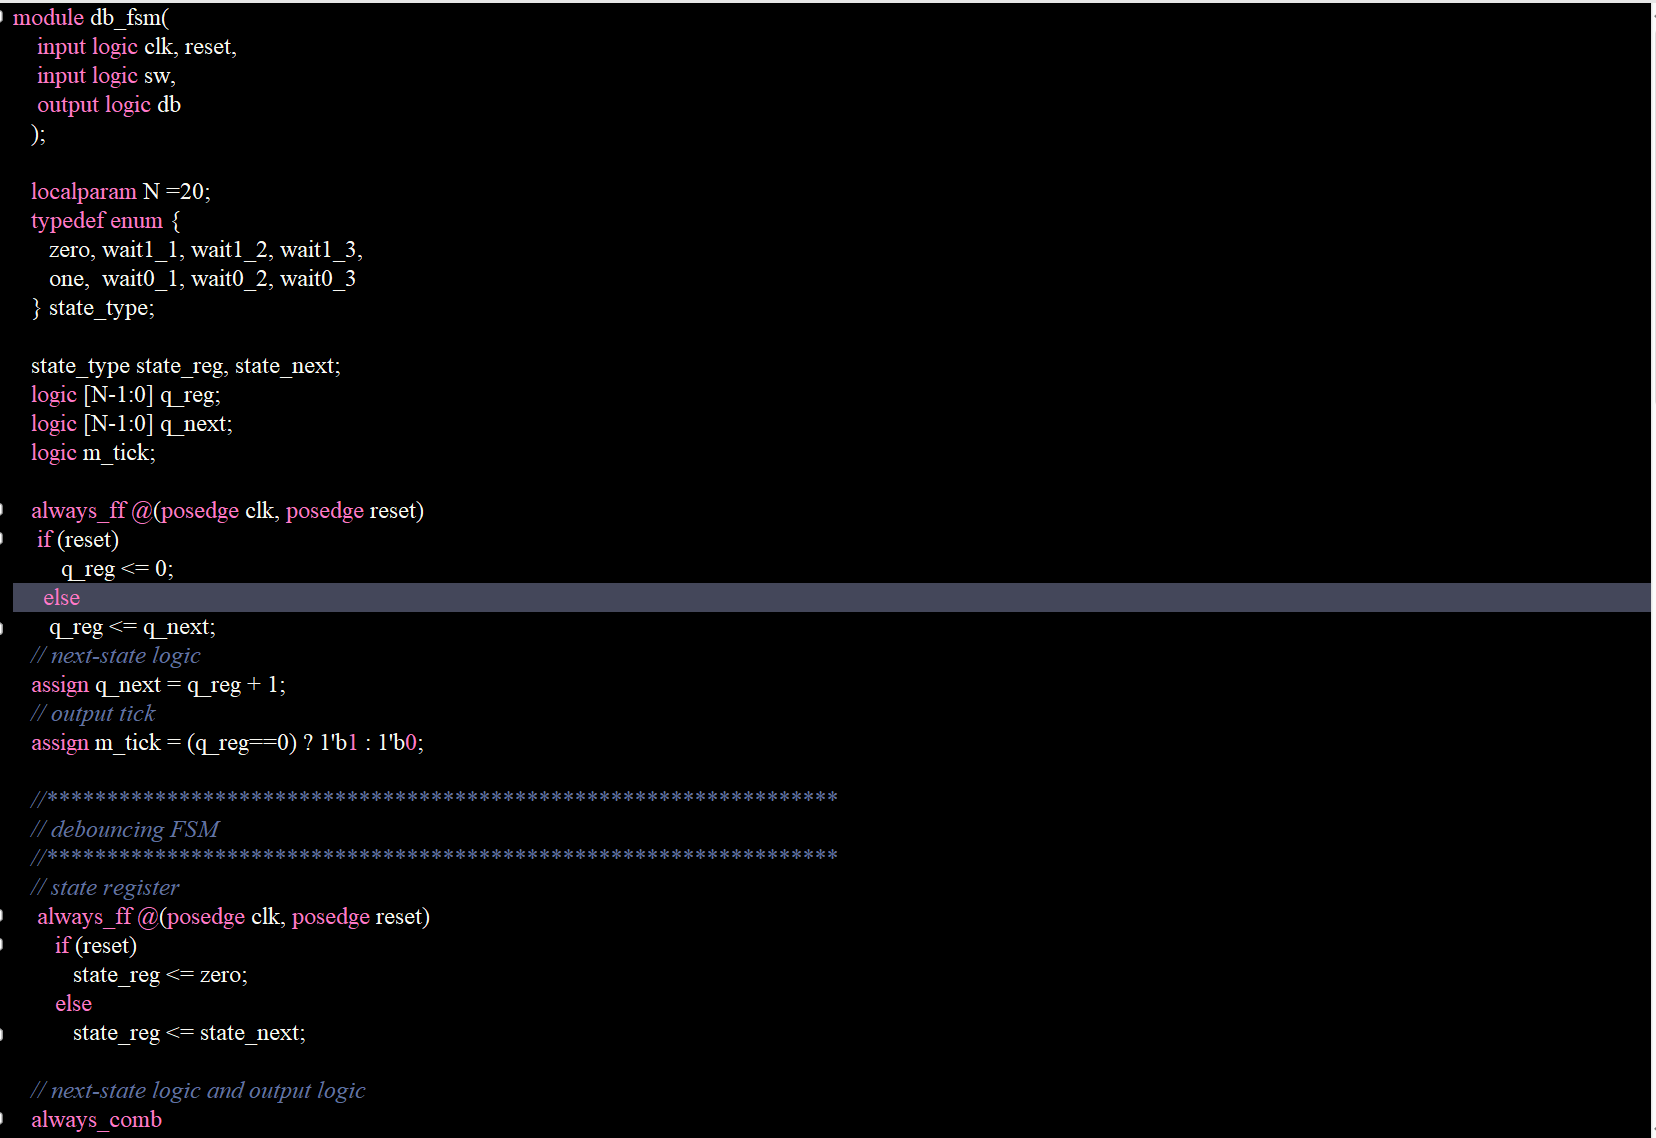 module db_fsm(
input logic clk, reset,
input logic sw,
output logic db
);
localparam N =20;
typedef enum {
zero, wait1_1, wait1_2, wait1_3,
one,  wait0_1, wait0_2, wait0_3
} state_type;
state_type state_reg, state_next;
logic [N-1:0] q_reg;
logic [N-1:0] q_next;
logic m_tick;
always_ff @(posedge clk, posedge reset)
if (reset)
q_reg <= 0;
else
q_reg <= q_next;
// next-state logic
assign q_next = q_reg + 1;
// output tick
assign m_tick = (q_reg==0) ? 1'b1 : 1'b0;
//******************************************************************
// debouncing FSM
//******************************************************************
// state register
always_ff @(posedge clk, posedge reset)
if (reset)
state_reg <= zero;
else
state_reg <= state_next;
// next-state logic and output logic
always_comb